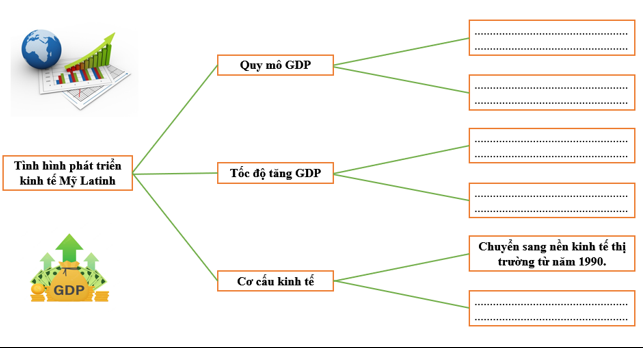 Quy mô GDP
Tình hình phát triển
kinh tế Mỹ Latinh
Tốc độ tăng GDP
Chuyển sang nền kinh tế thị
trường từ năm 1990.
Cơ cấu kinh tế
GDP